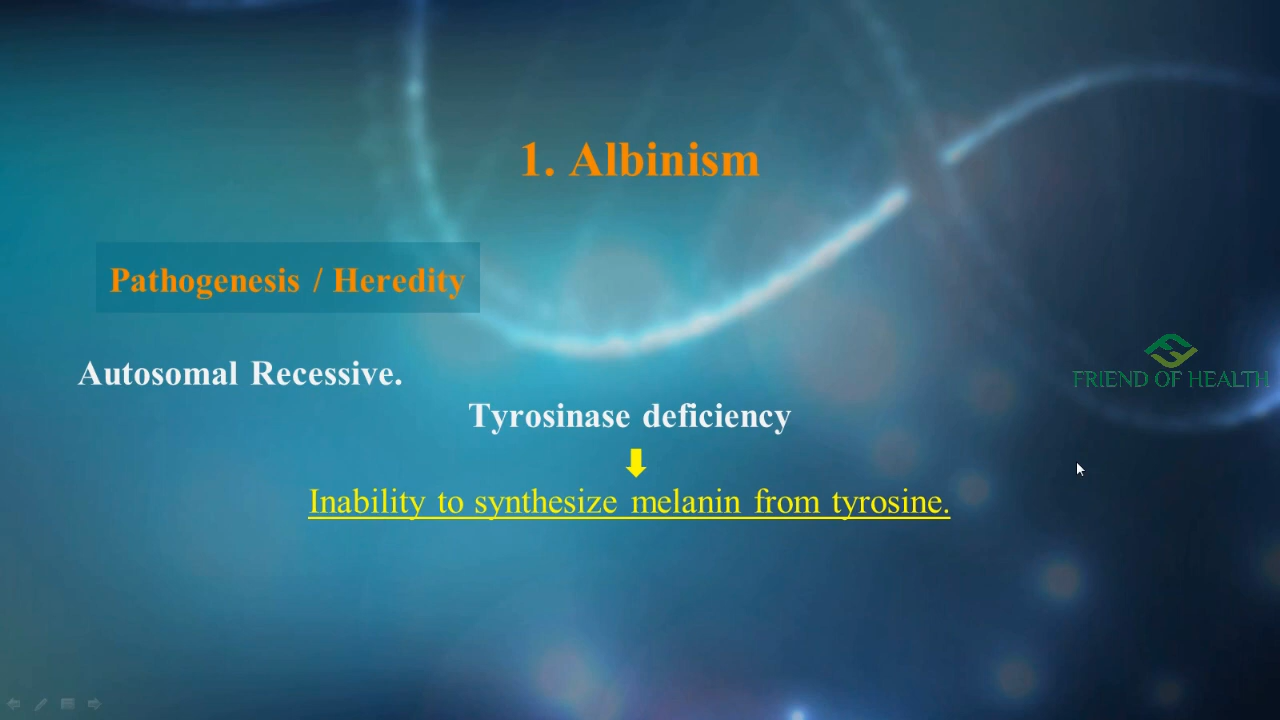 1. Albinism
Pathogenesis / Heredity
Autosomal Recessive.
FRIEND OF HEALTH
Tyrosinase deficiency
Inability to synthesize melanin from tyrosine.